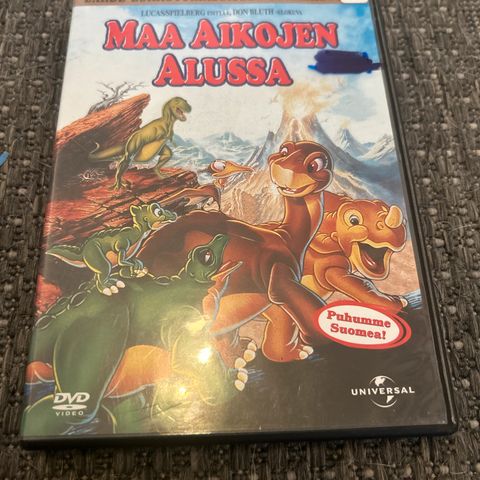 LUCAS/SPIELBERG ESITTÄÄ, DON BLUTH -ELOKUVA
MAA AIKOJEN
ALUSSA
Puhumme
Suomea!
DVD
VIDEO
UNIVERSAL